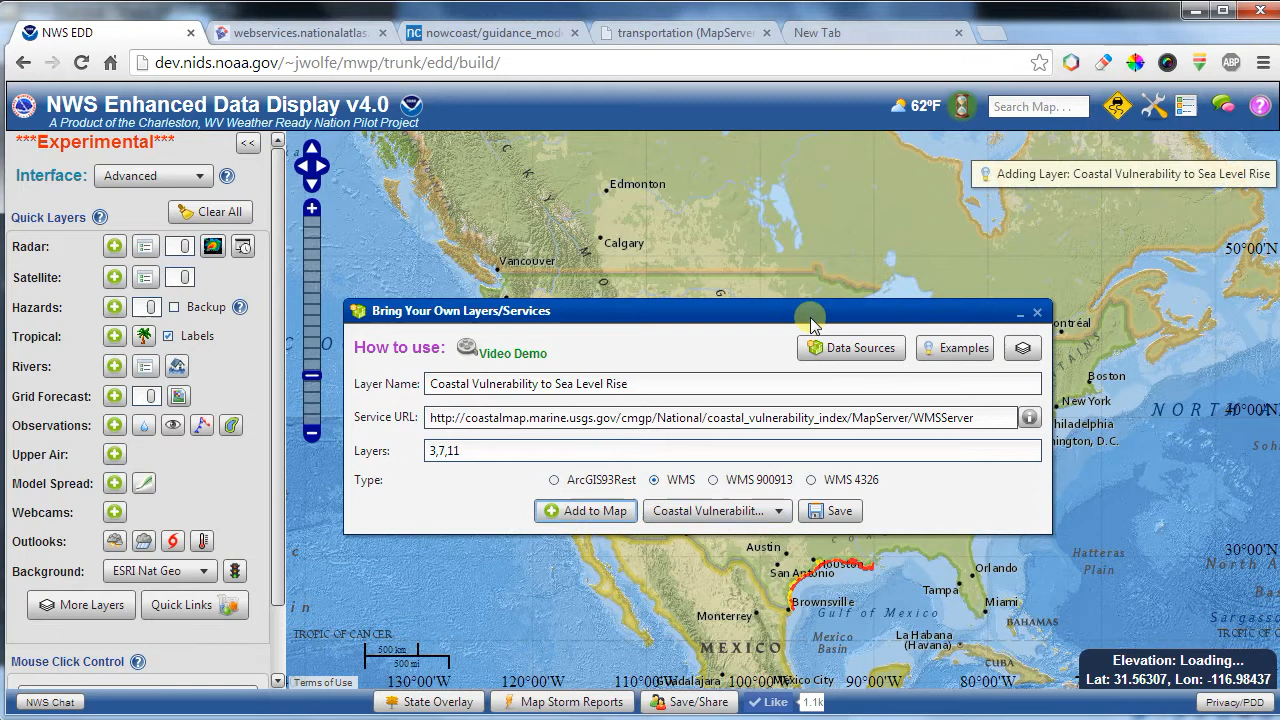 NWS EDD
webservices.nationalatlas.
nowcoast/guidance_mod
transportation (MapServer
New Tab
dev.nids.noaa.gov/~jwolfe/mwp/trunk/edd/build/
ABP
NWS Enhanced Data Display v4.0
A Product of the Charleston, WV Weather Ready Nation Pilot Project
62°F
Search Map...
***Experimental***
<<
Interface:
Advanced
Quick Layers
Clear All
Radar:
Satellite:
Hazards:
Backup
Tropical:
Labels
Rivers:
Grid Forecast:
Observations:
Upper Air:
Model Spread:
Webcams:
Outlooks:
Background:
ESRI Nat Geo
More Layers
Quick Links
Mouse Click Control
NWS Chat
Adding Layer: Coastal Vulnerability to Sea Level Rise
Edmonton
Calgary
Vancouver
50°00'N
Bring Your Own Layers/Services
How to use:
Video Demo
Data Sources
Examples
Layer Name:
Coastal Vulnerability to Sea Level Rise
Service URL:
http://coastalmap.marine.usgs.gov/cmgp/National/coastal_vulnerability_index/MapServer/WMSServer
Layers:
3,7,11
Type:
ArcGIS93Rest
WMS
WMS 900913
WMS 4326
Add to Map
Coastal Vulnerabilit...
Save
ontréal
Boston
New York
40°00'N
NORTH
Philadelphia
hington, D.C.
Austin
Houston
San Antonio
Brownsville
Monterrey
Gulf of Mexico
Orlando
Tampa
Miami
BAHAMAS
Hatteras
Plain
30°00'N
North A
TROPIC OF CANCER
500 km
500 mi
MEXICO
Mexico
Basin
La Habana
(Havana)
CUBA
Mexico City
Guadalajara
130°00'W
120°00'W
90°00'W
80°00'W
Terms of Use
Elevation: Loading...
Lat: 31.56307, Lon: -116.98437
State Overlay
Map Storm Reports
Save/Share
Like
1.1k
Privacy/PDD